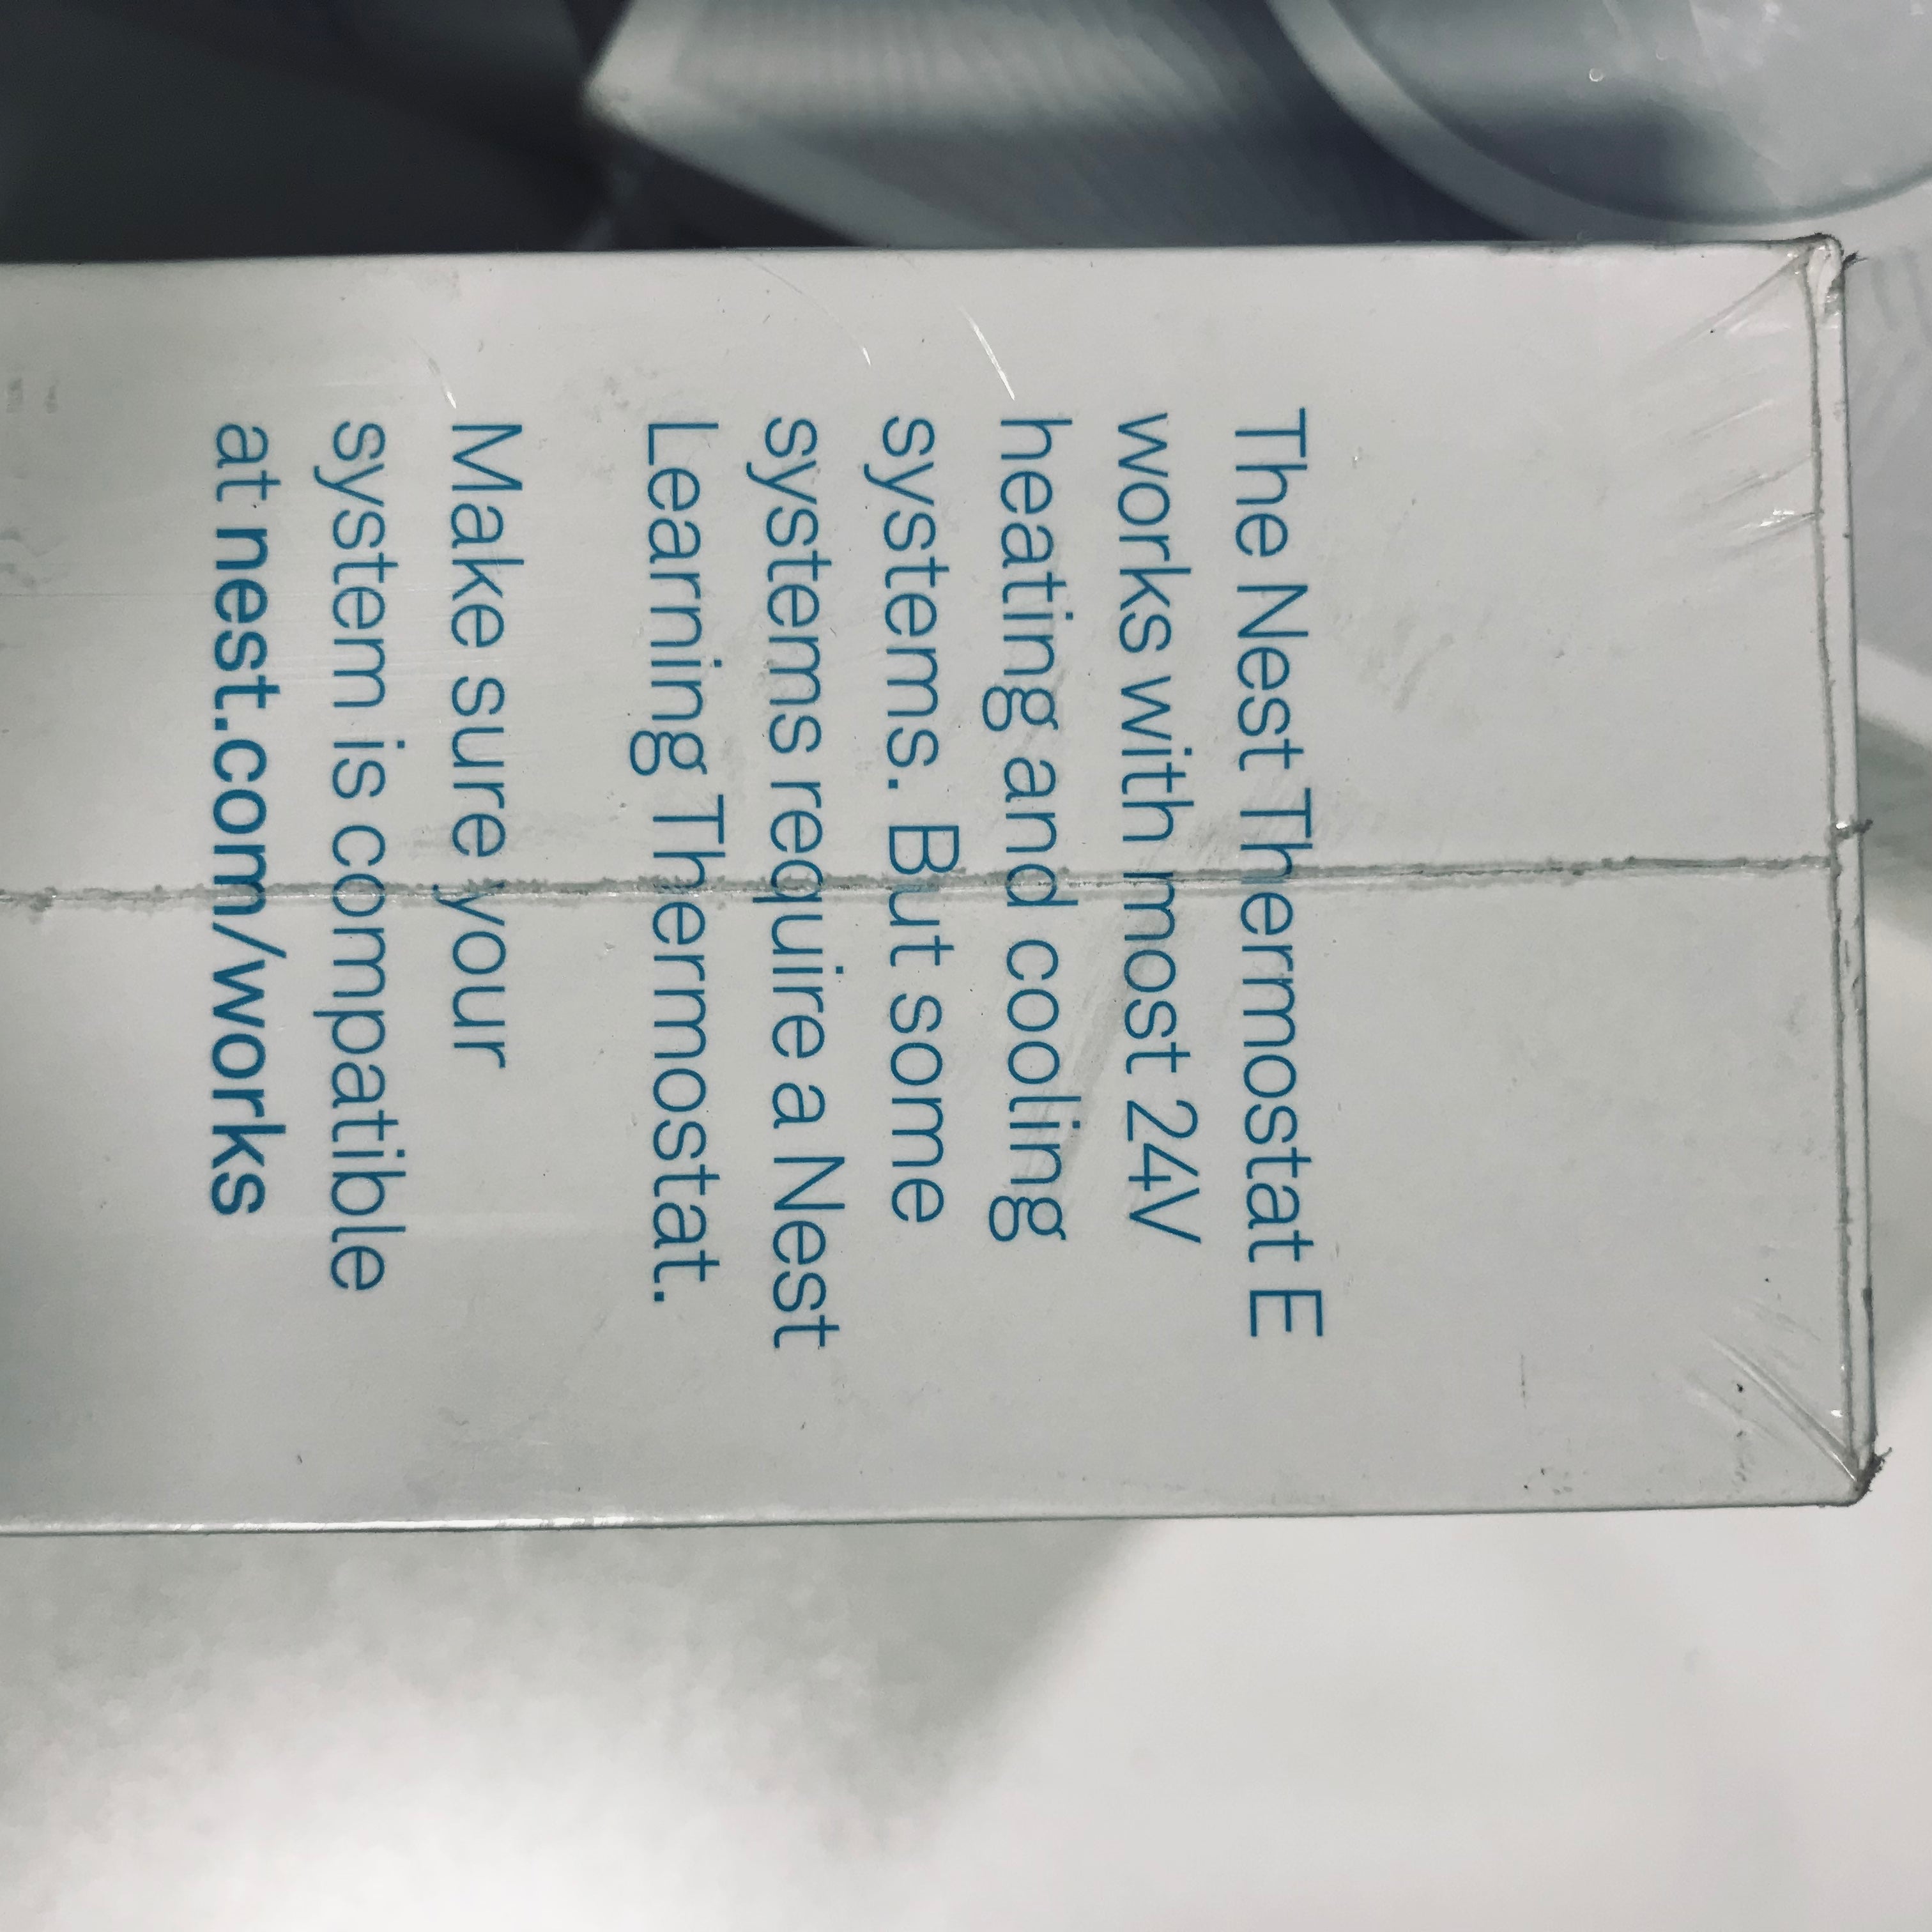 The Nest Thermostat E
works with most 24V
heating and cooling
systems. But some
systems require a Nest
Learning Thermostat.
Make sure your
system is compatible
at nest.com/works